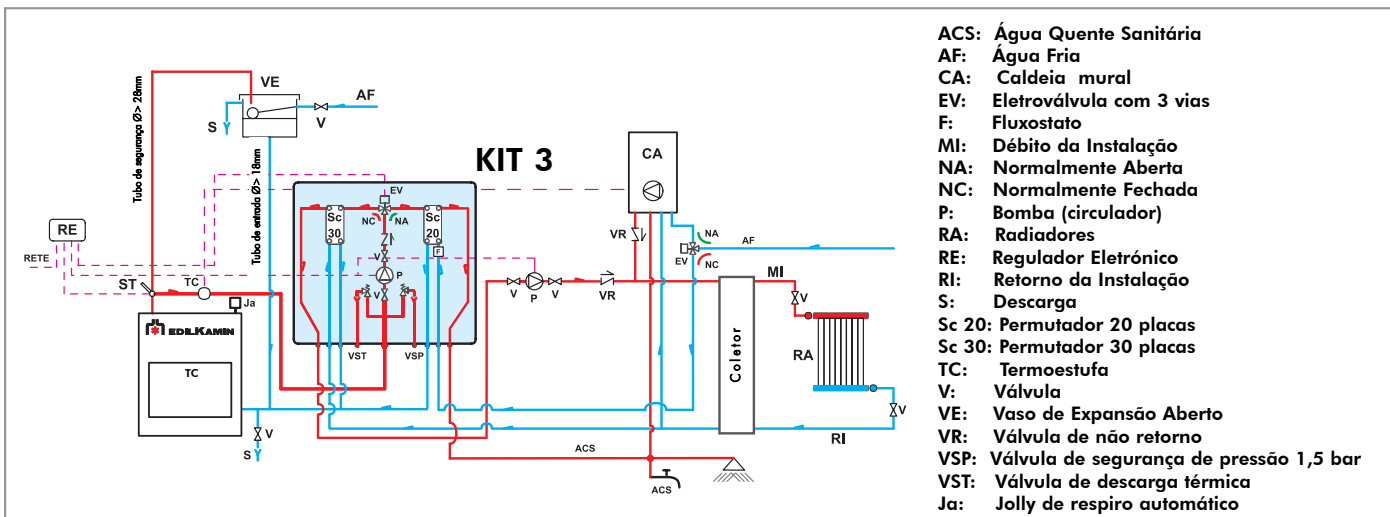 Tubo de segurança Ø> 28mm
VE
AF
S
V
Tubo de entrada Ø> 18mm
KIT 3
CA
EV
Sc
30
NC
NA
Sc
20
F
V
P
V
RE
RETE
ST
TC
Ja
EDILKAMIN
TC
VST
VSP
V
S
V
P
V
VR
VR
NA
EV
NC
AF
MI
V
Coletor
RA
V
RI
ACS
ACS
ACS: Água Quente Sanitária
AF: Água Fria
CA: Caldeia mural
EV: Eletroválvula com 3 vias
F: Fluxostato
MI: Débito da Instalação
NA: Normalmente Aberta
NC: Normalmente Fechada
P: Bomba (circulador)
RA: Radiadores
RE: Regulador Eletrónico
RI: Retorno da Instalação
S: Descarga
Sc 20: Permutador 20 placas
Sc 30: Permutador 30 placas
TC: Termoestufa
V: Válvula
VE: Vaso de Expansão Aberto
VR: Válvula de não retorno
VSP: Válvula de segurança de pressão 1,5 bar
VST: Válvula de descarga térmica
Ja: Jolly de respiro automático